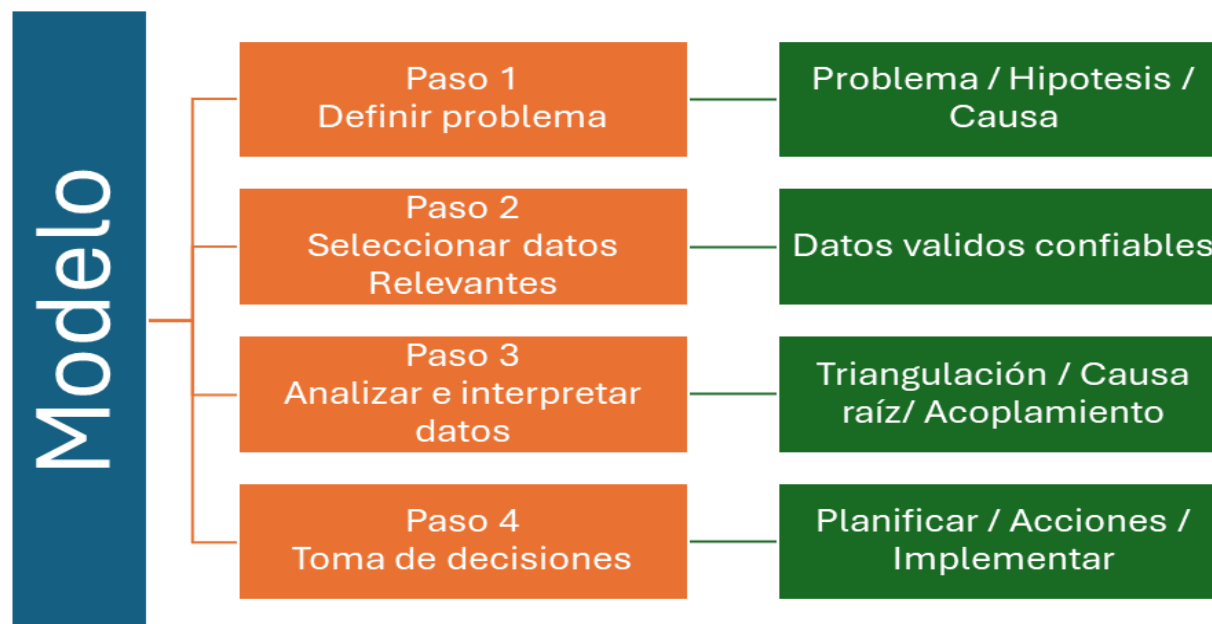 Modelo
Paso 1
Definir problema
Problema / Hipotesis /
Causa
Paso 2
Seleccionar datos
Relevantes
Datos validos confiables
Paso 3
Analizar e interpretar
datos
Triangulación / Causa
raíz/ Acoplamiento
Paso 4
Toma de decisiones
Planificar / Acciones /
Implementar